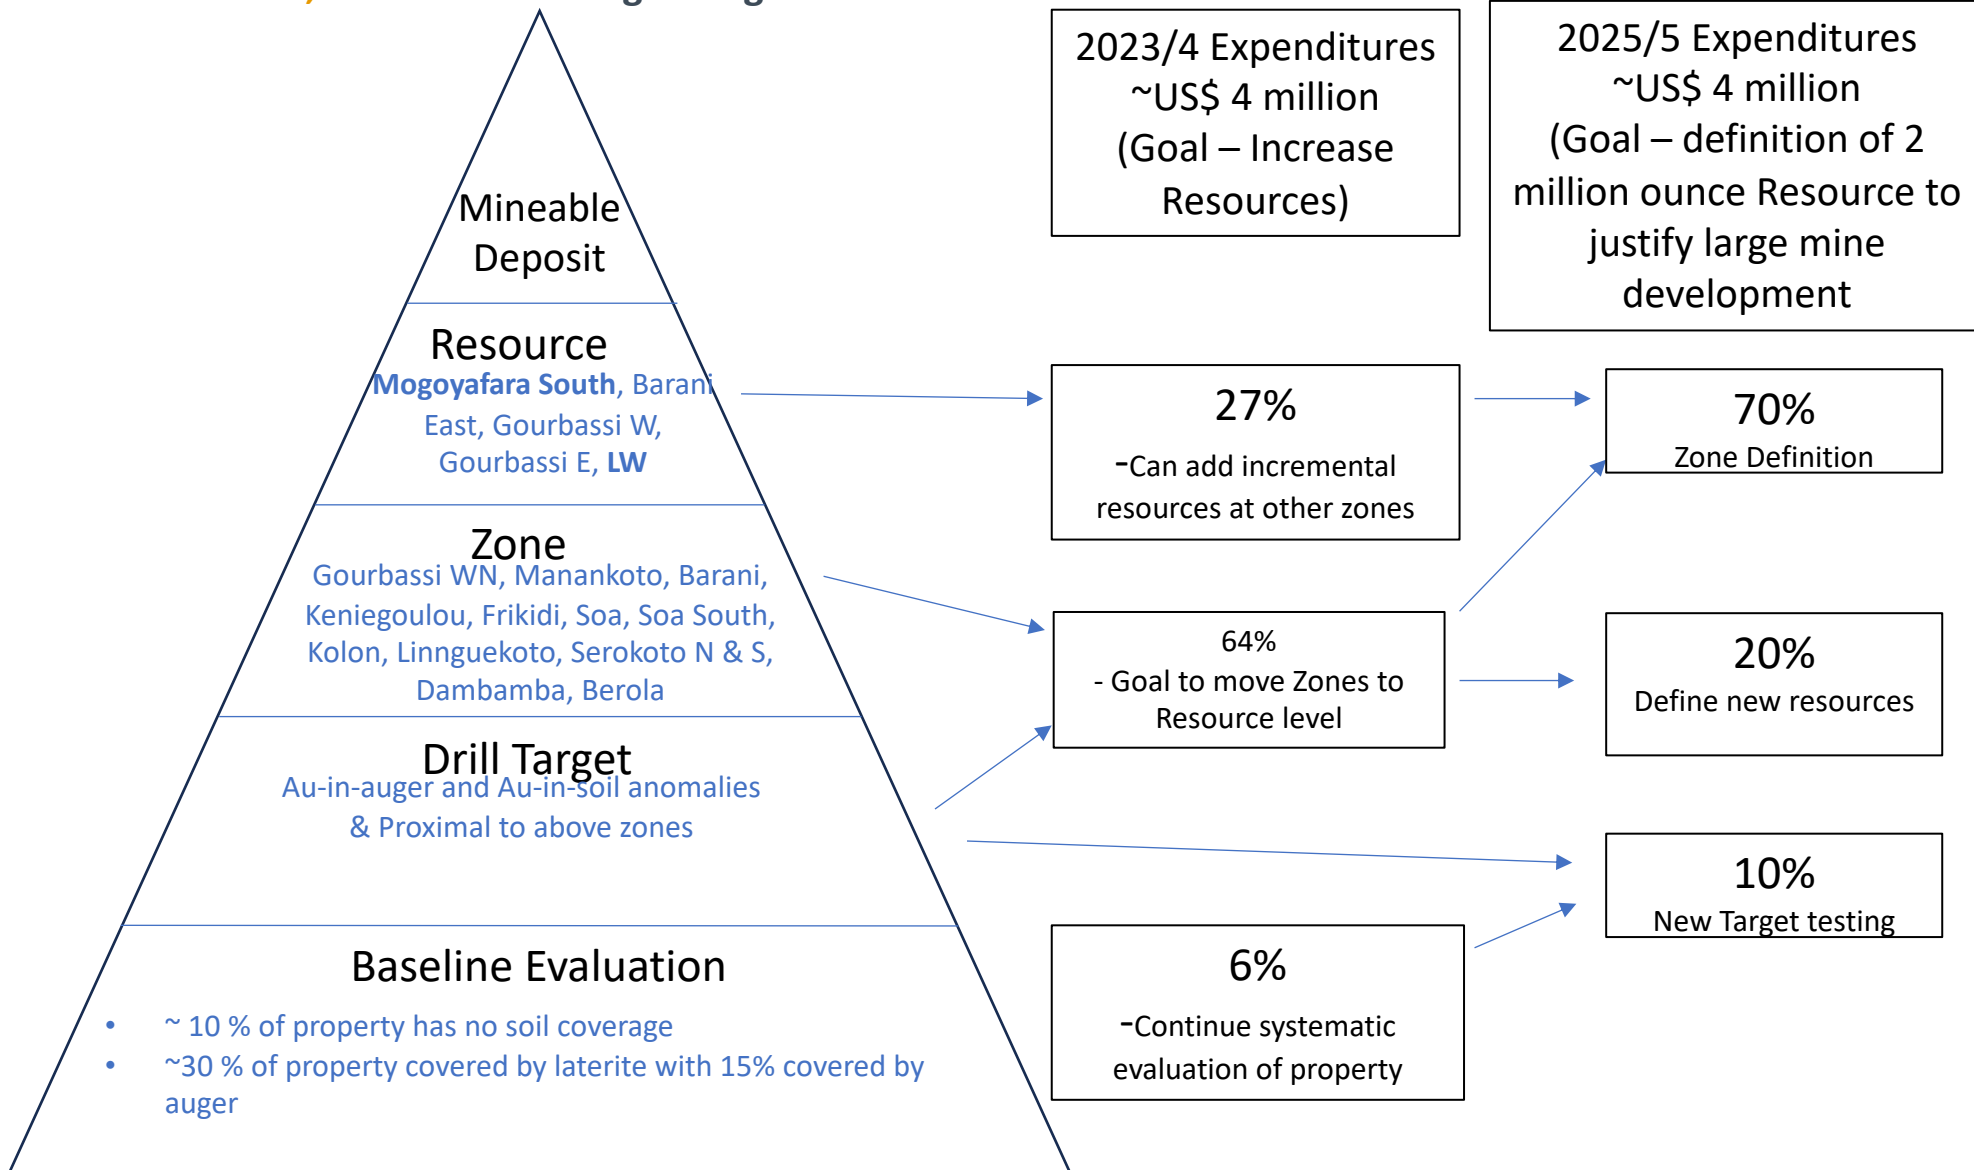 2023/4 Expenditures
~US$ 4 million
(Goal – Increase
Resources)
2025/5 Expenditures
~US$ 4 million
(Goal – definition of 2
million ounce Resource to
justify large mine
development
Mineable
Deposit
Resource
Mogoyafara South, Barani
East, Gourbassi W,
Gourbassi E, LW
27%
-Can add incremental
resources at other zones
70%
Zone Definition
Zone
Gourbassi WN, Manankoto, Barani,
Keniegoulou, Frikidi, Soa, Soa South,
Kolon, Linnguekoto, Serokoto N & S,
Dambamba, Berola
64%
- Goal to move Zones to
Resource level
20%
Define new resources
Drill Target
Au-in-auger and Au-in-soil anomalies
& Proximal to above zones
10%
New Target testing
Baseline Evaluation
• ~ 10 % of property has no soil coverage
• ~30 % of property covered by laterite with 15% covered by
auger
6%
-Continue systematic
evaluation of property